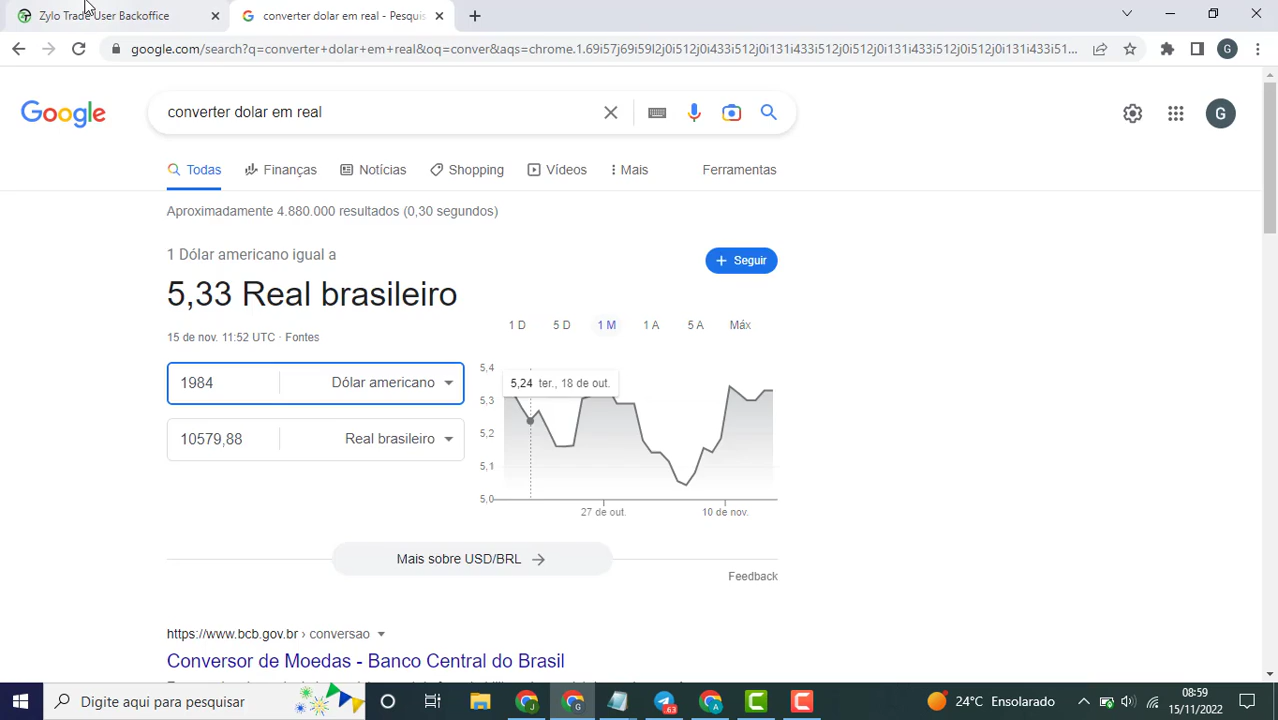 Zylo Trade User Backoffice
converter dolar em real - Pesquis
google.com/search?q=converter+dolar+em+real&oq=conver&aqs=chrome.1.69i57j69i59l2j0i512j0i131i433i512j0i131i433i512j0i512j0i131i433i512j0i131i433i51...
G
Google
converter dolar em real
G
Todas
Finanças
Notícias
Shopping
Vídeos
Mais
Ferramentas
Aproximadamente 4.880.000 resultados (0,30 segundos)
1 Dólar americano igual a
+ Seguir
5,33 Real brasileiro
1 D 5 D 1 M 1 A 5 A Máx
15 de nov. 11:52 UTC · Fontes
1984 Dólar americano
10579,88 Real brasileiro
5,4
5,24 ter., 18 de out.
5,3
5,2
5,1
5,0
27 de out. 10 de nov.
Mais sobre USD/BRL
Feedback
https://www.bcb.gov.br › conversao
Conversor de Moedas - Banco Central do Brasil
Digite aqui para pesquisar
J
G
63
A
C
C
24°C Ensolarado
08:59
15/11/2022